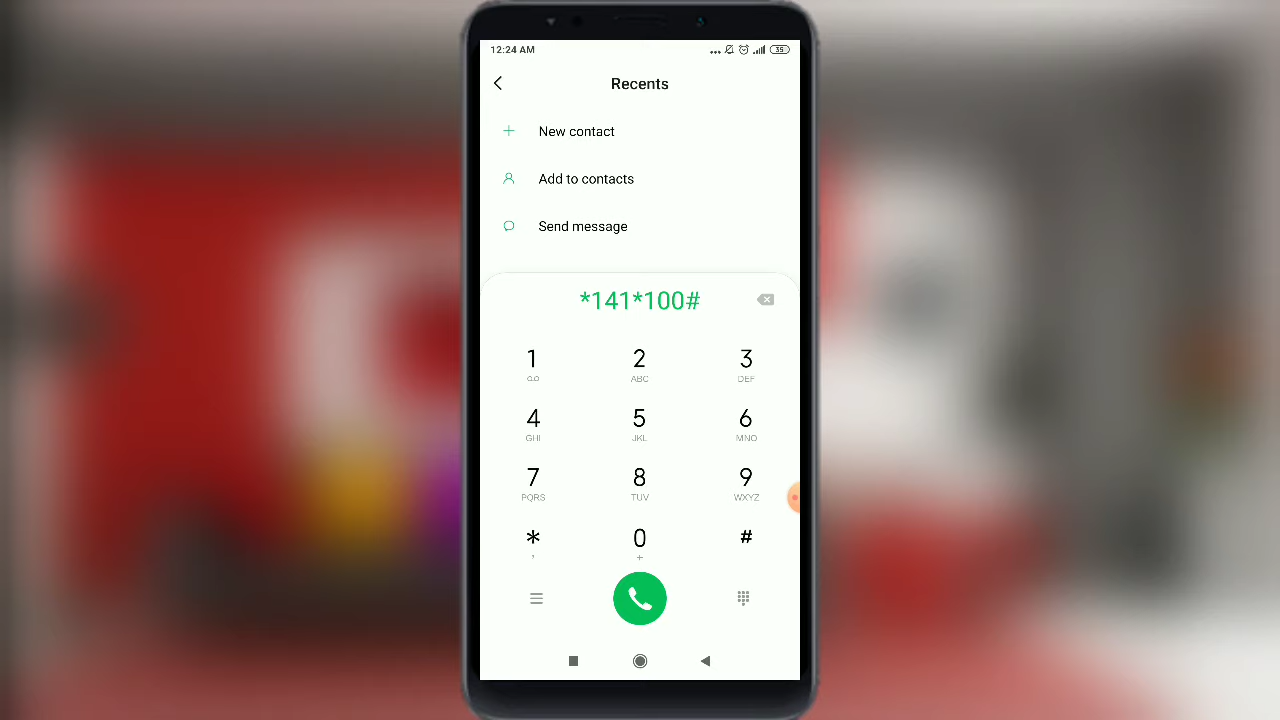 12:24 AM
35
Recents
New contact
Add to contacts
Send message
*141*100#
1 2 3
ABC DEF
4 5 6
GHI JKL MNO
7 8 9
PQRS TUV WXYZ
* 0 #
, +